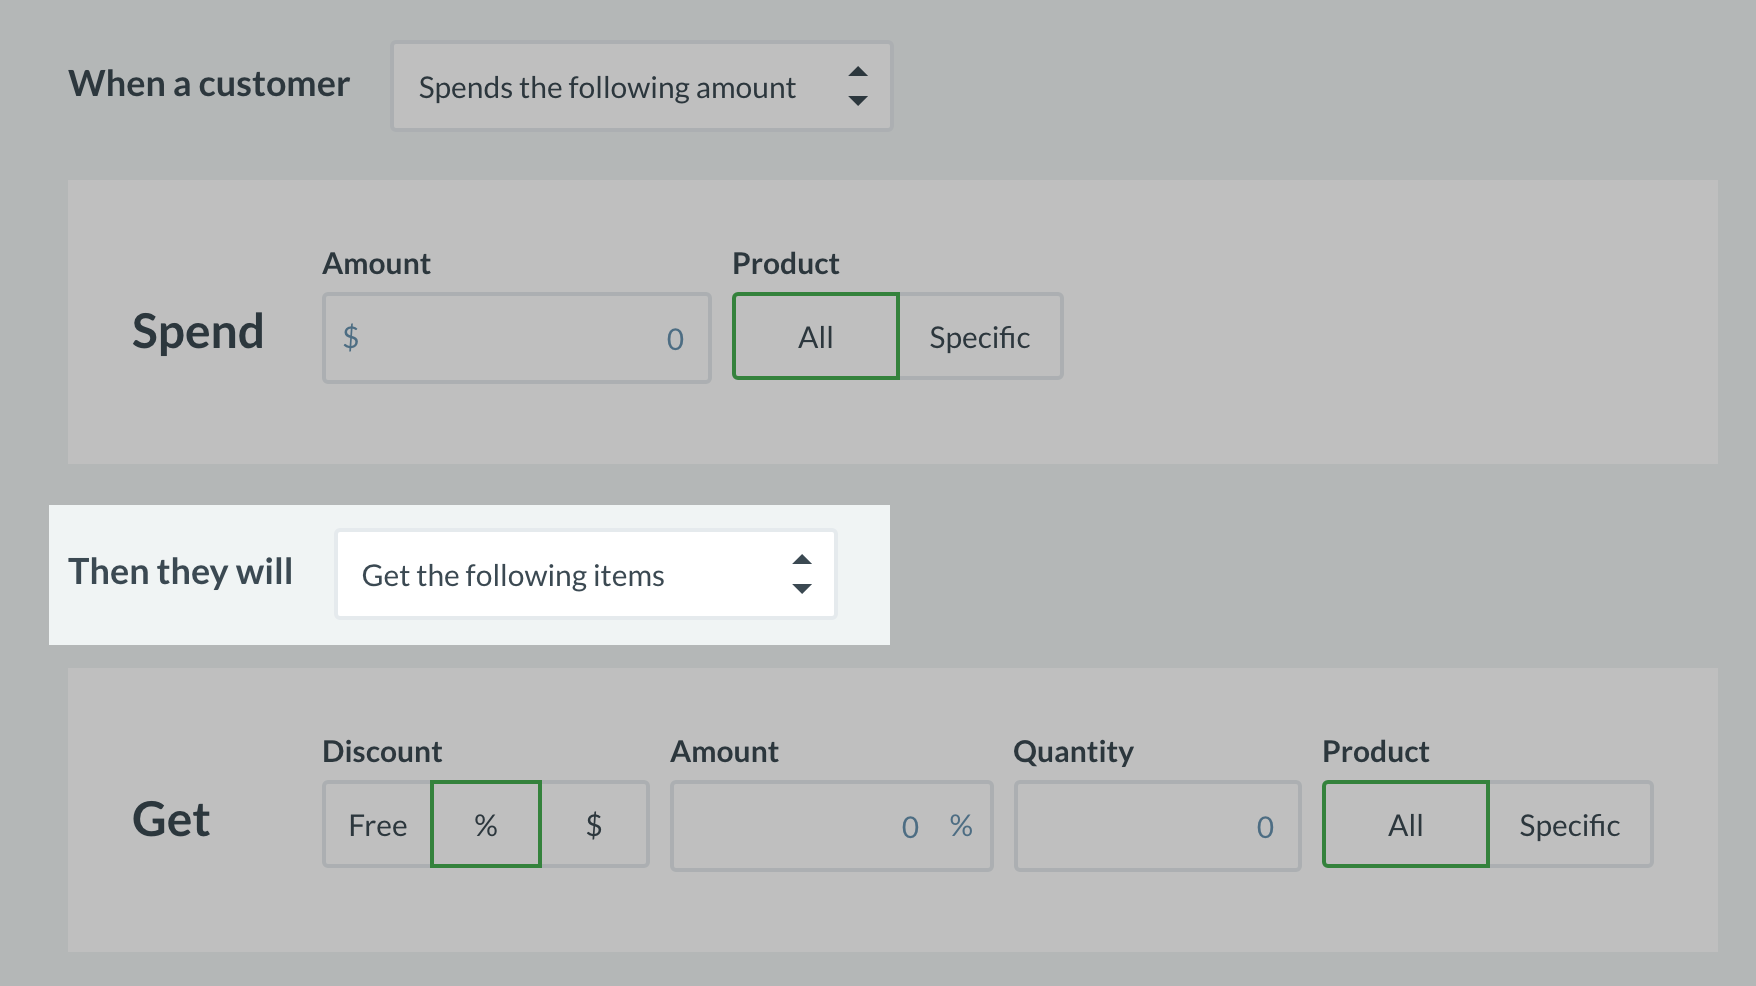 When a customer Spends the following amount
Amount Product
Spend $ 0 All Specific
Then they will Get the following items
Discount Amount Quantity Product
Get Free % $ 0 % 0 All Specific